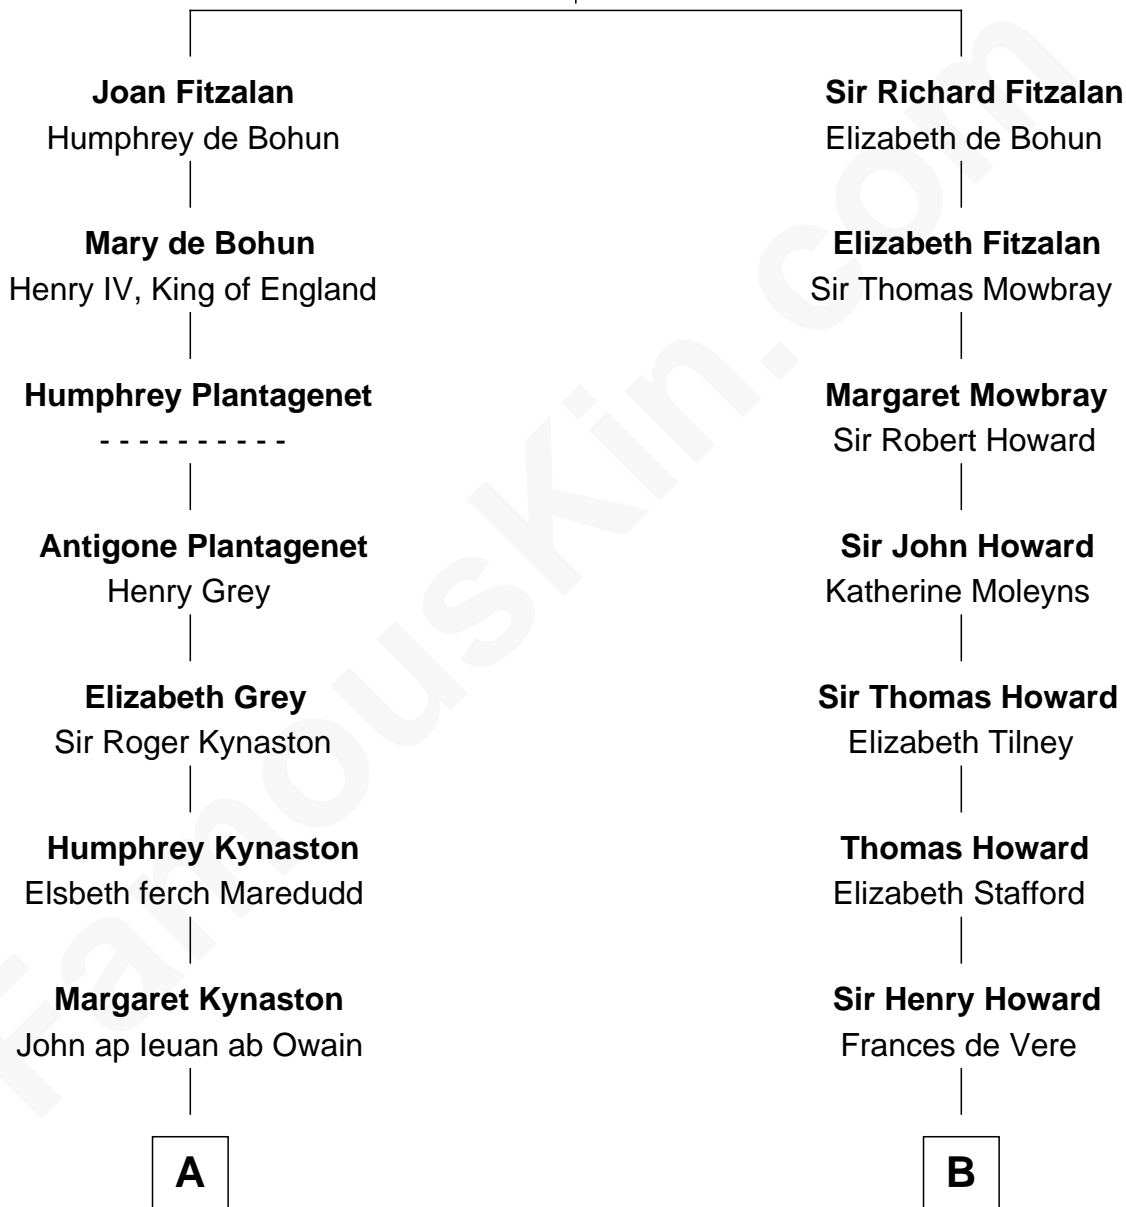 Joan Fitzalan
Humphrey de Bohun
Mary de Bohun
Henry IV, King of England
Humphrey Plantagenet
- - - - - - - - - -
Antigone Plantagenet
Henry Grey
Elizabeth Grey
Sir Roger Kynaston
Humphrey Kynaston
Elsbeth ferch Maredudd
Margaret Kynaston
John ap Ieuan ab Owain
A
Sir Richard Fitzalan
Elizabeth de Bohun
Elizabeth Fitzalan
Sir Thomas Mowbray
Margaret Mowbray
Sir Robert Howard
Sir John Howard
Katherine Moleyns
Sir Thomas Howard
Elizabeth Tilney
Thomas Howard
Elizabeth Stafford
Sir Henry Howard
Frances de Vere
B
FamousKin.com